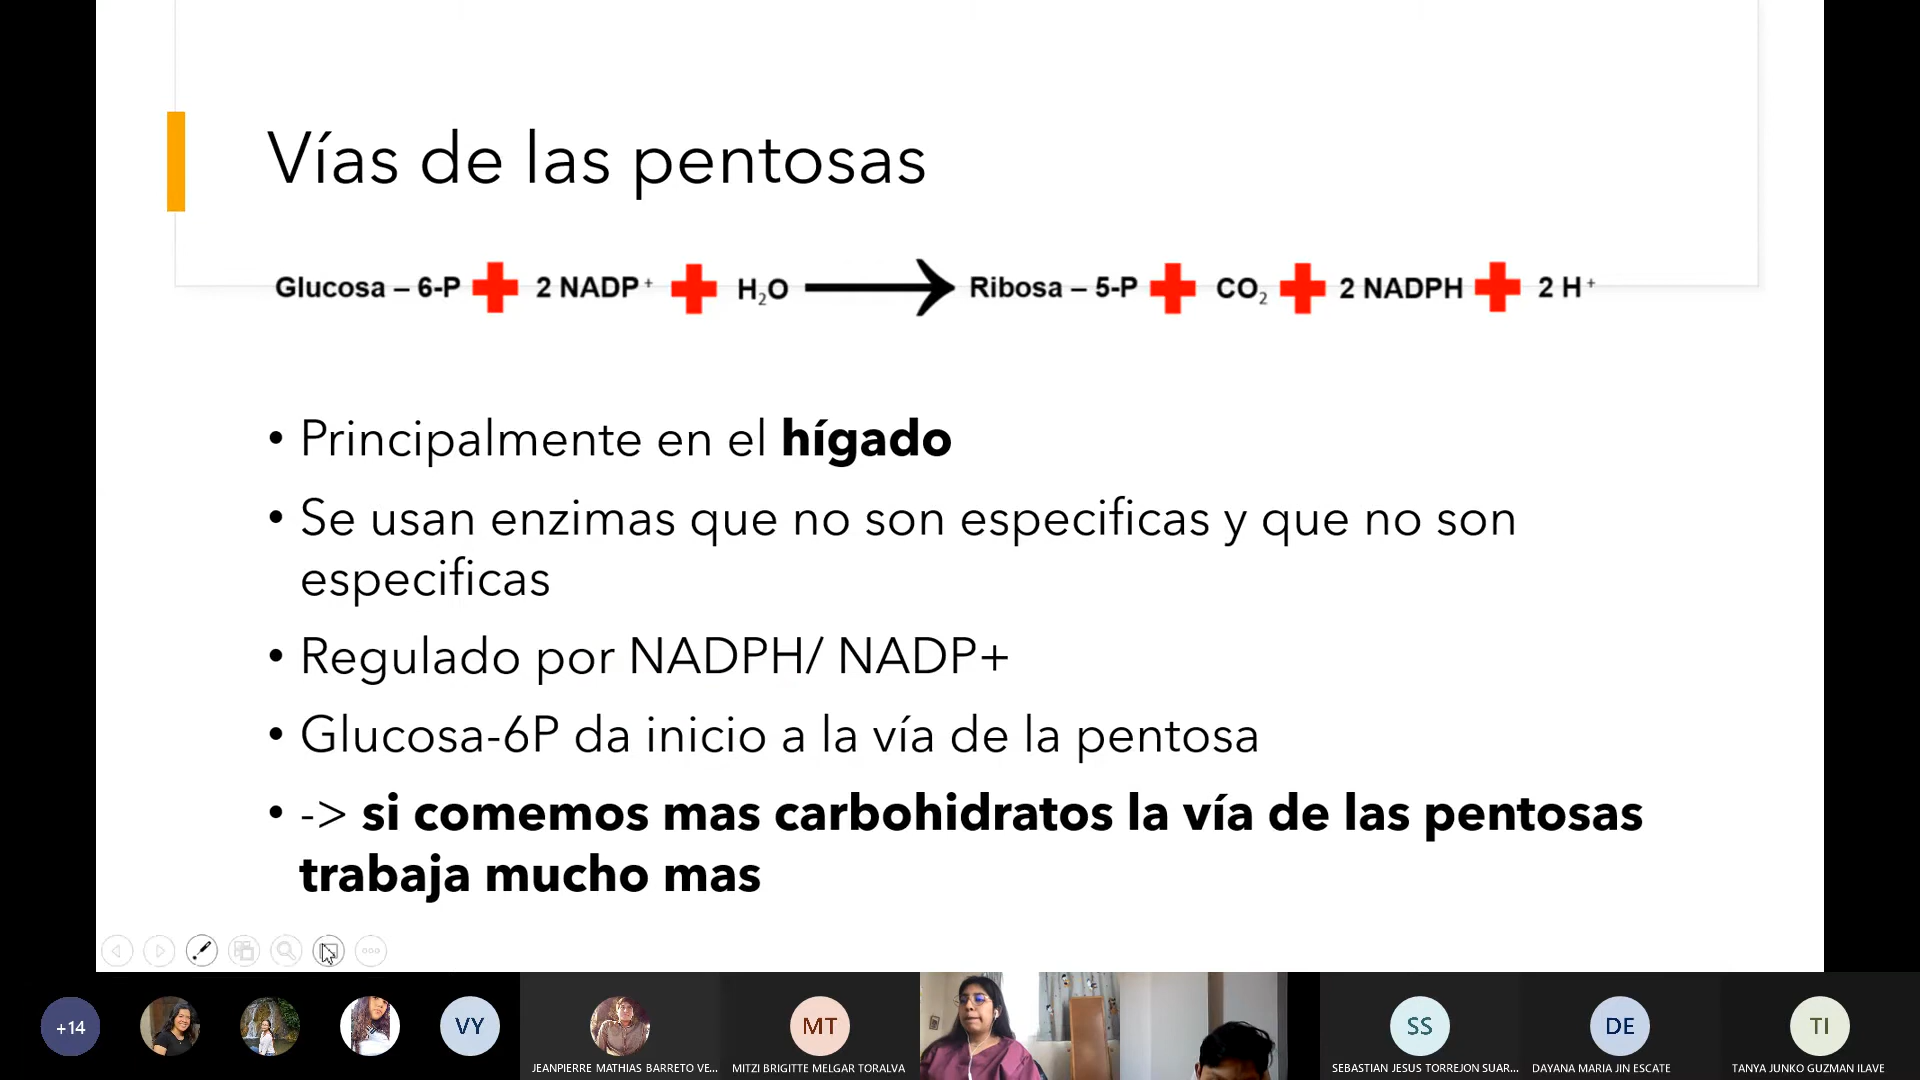 Vías de las pentosas
Glucosa – 6-P + 2 NADP⁺ + H₂O → Ribosa – 5-P + CO₂ + 2 NADPH + 2 H⁺
• Principalmente en el hígado
• Se usan enzimas que no son especificas y que no son
especificas
• Regulado por NADPH/ NADP+
• Glucosa-6P da inicio a la vía de la pentosa
• -> si comemos mas carbohidratos la vía de las pentosas
trabaja mucho mas
+14
VY
MT
SS
DE
TI
JEANPIERRE MATHIAS BARRETO VE...
MITZI BRIGITTE MELGAR TORALVA
SEBASTIAN JESUS TORREJON SUAR...
DAYANA MARIA JIN ESCATE
TANYA JUNKO GUZMAN ILAVE